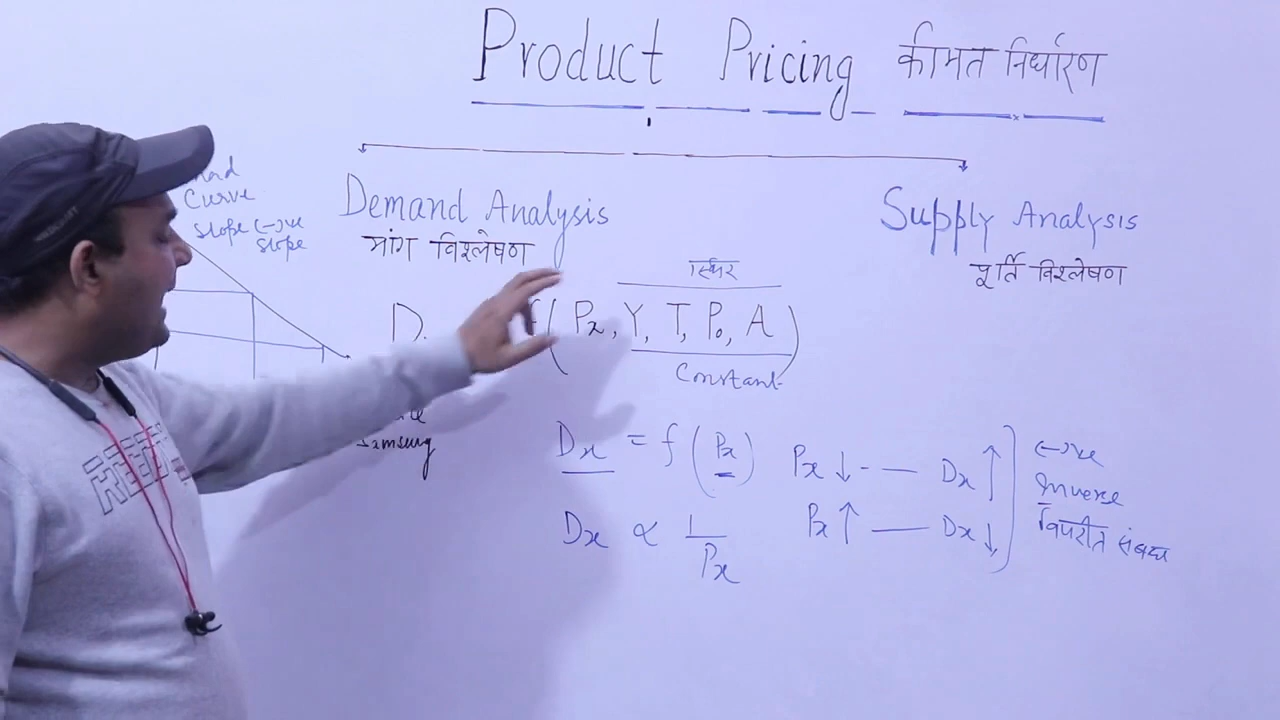 Product Pricing कीमत निर्धारण
Curve
Slope (-)ve
Slope
Demand Analysis
मांग विश्लेषण
Supply Analysis
पूर्ति विश्लेषण
स्थिर
D
f( Px, Y, T, Po, A )
Constant
Samsung
Dx = f (Px) Px ↓ - — Dx ↑
Dx ∝ 1/Px Px ↑ — Dx ↓
(-)ve
Inverse
विपरीत संबंध